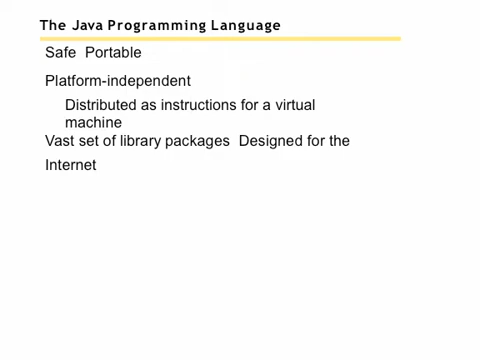 The Java Programming Language
Safe  Portable
Platform-independent
Distributed as instructions for a virtual
machine
Vast set of library packages  Designed for the
Internet